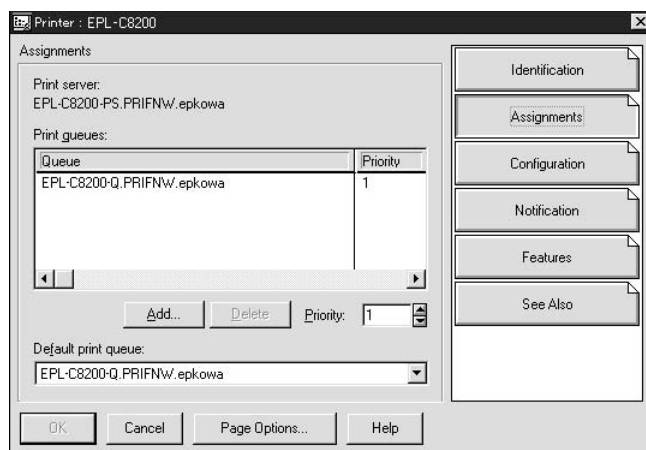 Printer : EPL-C8200
Assignments
Print server:
EPL-C8200-PS.PRIFNW.epkowa
Print queues:
Queue Priority
EPL-C8200-Q.PRIFNW.epkowa 1
Add... Delete Priority: 1
Default print queue:
EPL-C8200-Q.PRIFNW.epkowa
OK Cancel Page Options... Help
Identification
Assignments
Configuration
Notification
Features
See Also